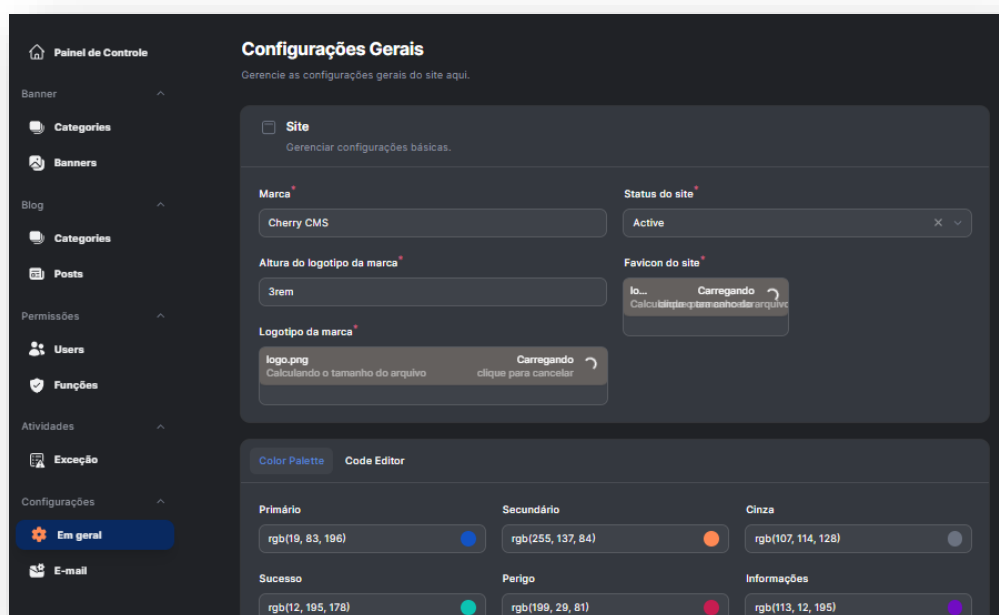 Painel de Controle
Banner
Categories
Banners
Blog
Categories
Posts
Permissões
Users
Funções
Atividades
Exceção
Configurações
Em geral
E-mail
Configurações Gerais
Gerencie as configurações gerais do site aqui.
Site
Gerenciar configurações básicas.
Marca*
Cherry CMS
Status do site*
Active
Altura do logotipo da marca*
3rem
Favicon do site*
lo... Carregando
Logotipo da marca*
logo.png Carregando
Calculando o tamanho do arquivo clique para cancelar
Color Palette Code Editor
Primário Secundário Cinza
rgb(19, 83, 196) rgb(255, 137, 84) rgb(107, 114, 128)
Sucesso Perigo Informações
rgb(12, 195, 178) rgb(199, 29, 81) rgb(113, 12, 195)